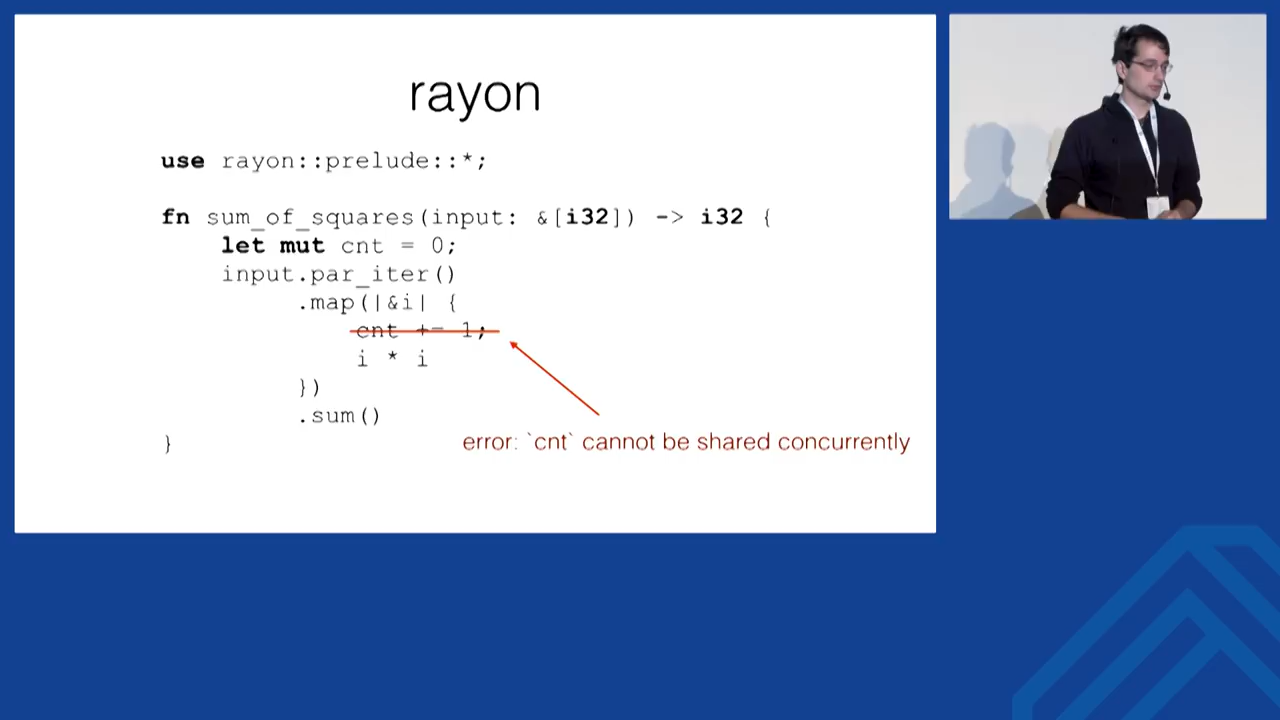 rayon
use rayon::prelude::*;
fn sum_of_squares(input: &[i32]) -> i32 {
let mut cnt = 0;
input.par_iter()
.map(|&i| {
cnt += 1;
i * i
})
.sum()
}
error: `cnt` cannot be shared concurrently